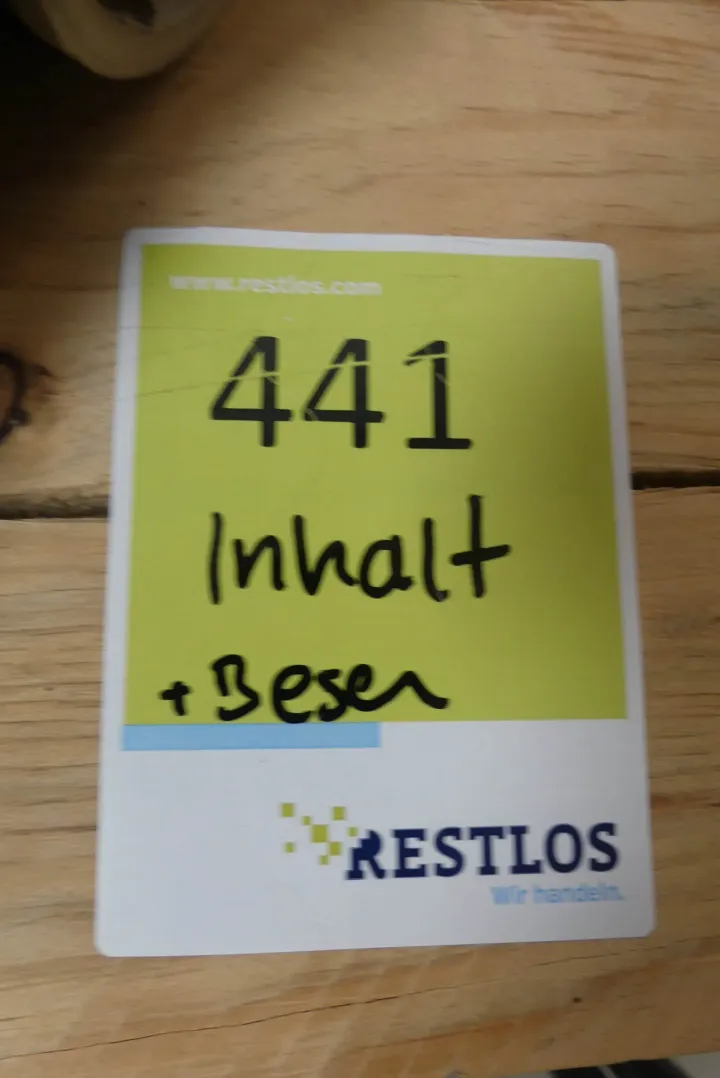 www.restlos.com
441
Inhalt
+ Besen
RESTLOS
Wir handeln.